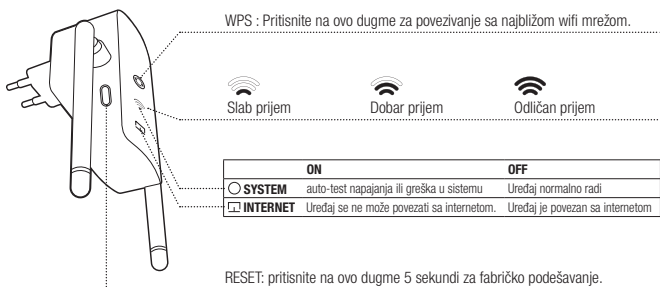 WPS : Pritisnite na ovo dugme za povezivanje sa najbližom wifi mrežom.
Slab prijem Dobar prijem Odličan prijem
ON OFF
SYSTEM auto-test napajanja ili greška u sistemu Uređaj normalno radi
INTERNET Uređaj se ne može povezati sa internetom. Uređaj je povezan sa internetom
RESET: pritisnite na ovo dugme 5 sekundi za fabričko podešavanje.